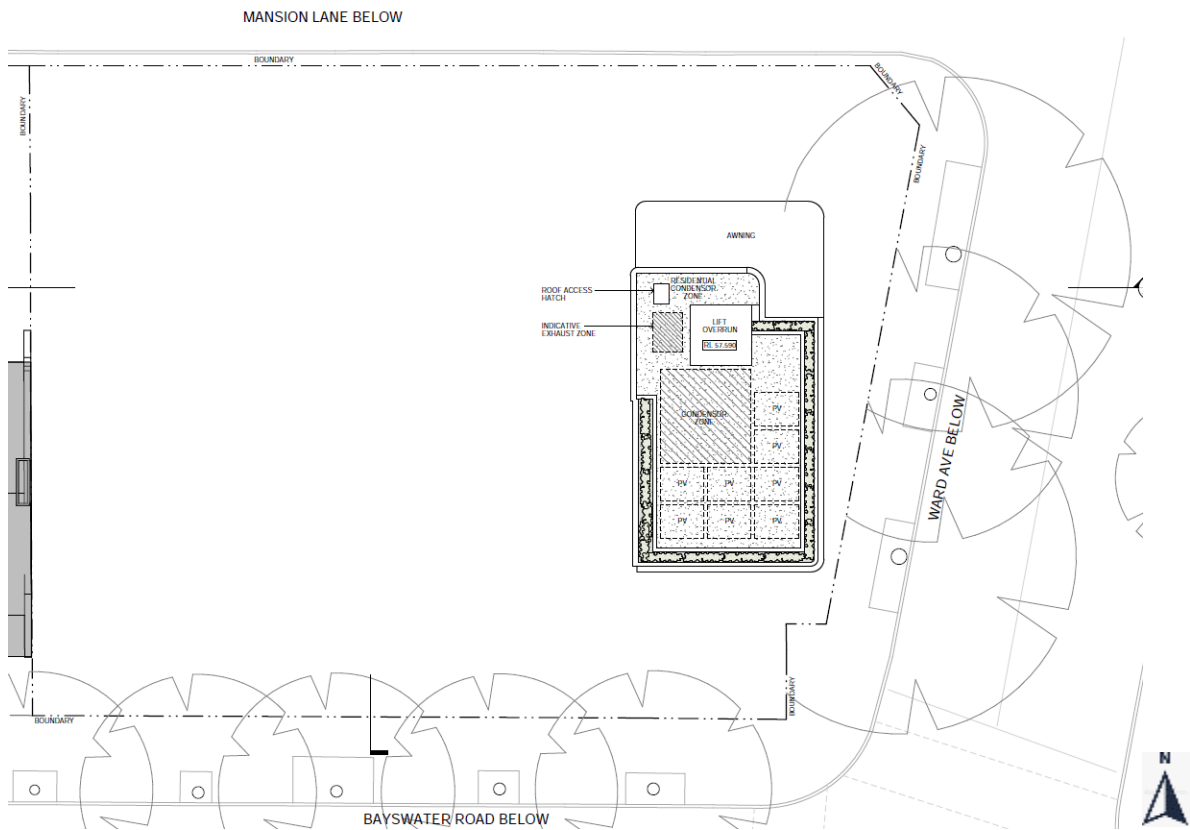 MANSION LANE BELOW
BOUNDARY
BOUNDARY
BOUNDARY
BOUNDARY
AWNING
ROOF ACCESS
HATCH
RESIDENTIAL
CONDENSOR
ZONE
INDICATIVE
EXHAUST ZONE
LIFT
OVERRUN
RL 57.590
CONDENSOR
ZONE
PV
PV
PV
PV
PV
PV
PV
PV
WARD AVE BELOW
BOUNDARY
BOUNDARY
BAYSWATER ROAD BELOW
N